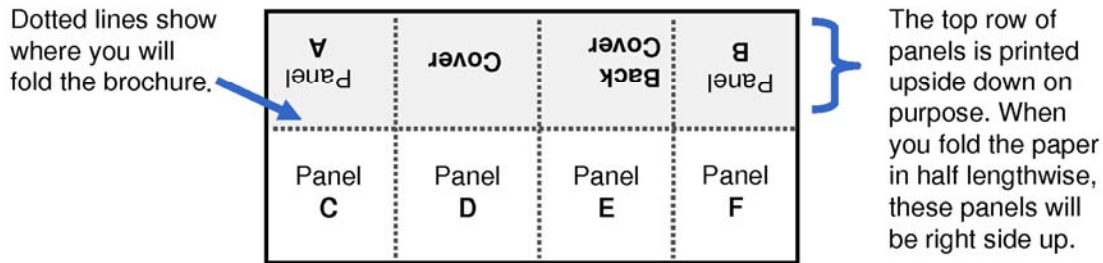 Dotted lines show
where you will
fold the brochure.
Panel
A
Cover
Back
Cover
Panel
B
Panel
C
Panel
D
Panel
E
Panel
F
The top row of
panels is printed
upside down on
purpose. When
you fold the paper
in half lengthwise,
these panels will
be right side up.